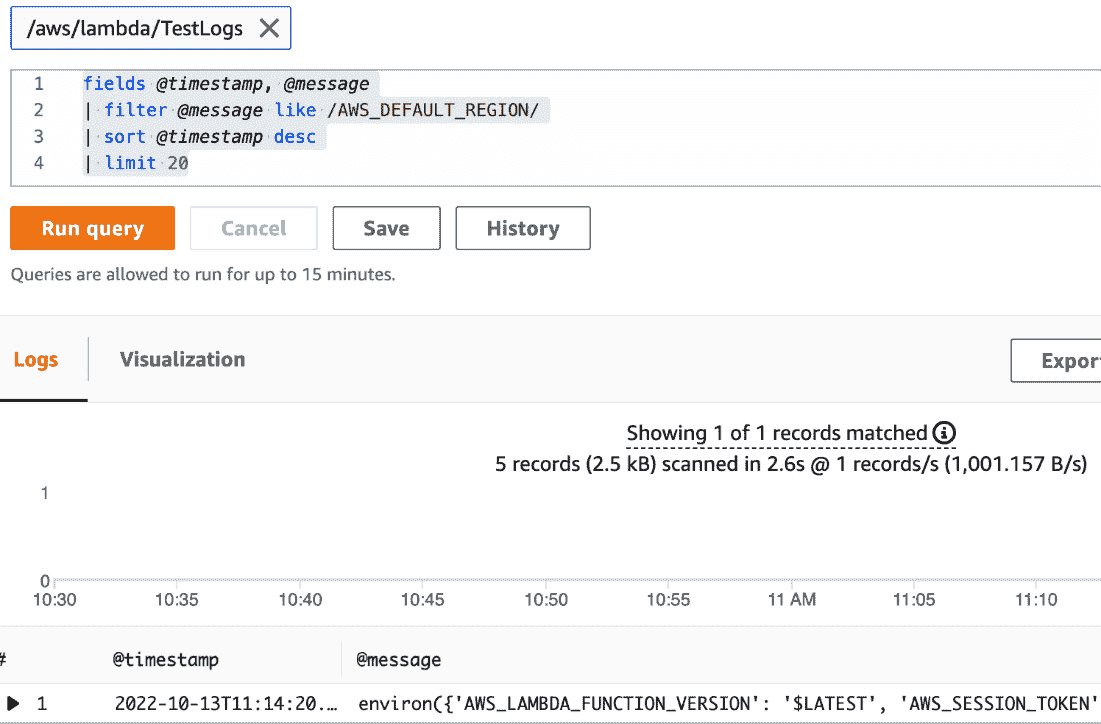 /aws/lambda/TestLogs
1 fields @timestamp, @message
2 | filter @message like /AWS_DEFAULT_REGION/
3 | sort @timestamp desc
4 | limit 20
Run query Cancel Save History
Queries are allowed to run for up to 15 minutes.
Logs Visualization Export
Showing 1 of 1 records matched
5 records (2.5 kB) scanned in 2.6s @ 1 records/s (1,001.157 B/s)
1
0
10:30 10:35 10:40 10:45 10:50 10:55 11 AM 11:05 11:10
# @timestamp @message
1 2022-10-13T11:14:20.… environ({'AWS_LAMBDA_FUNCTION_VERSION': '$LATEST', 'AWS_SESSION_TOKEN'